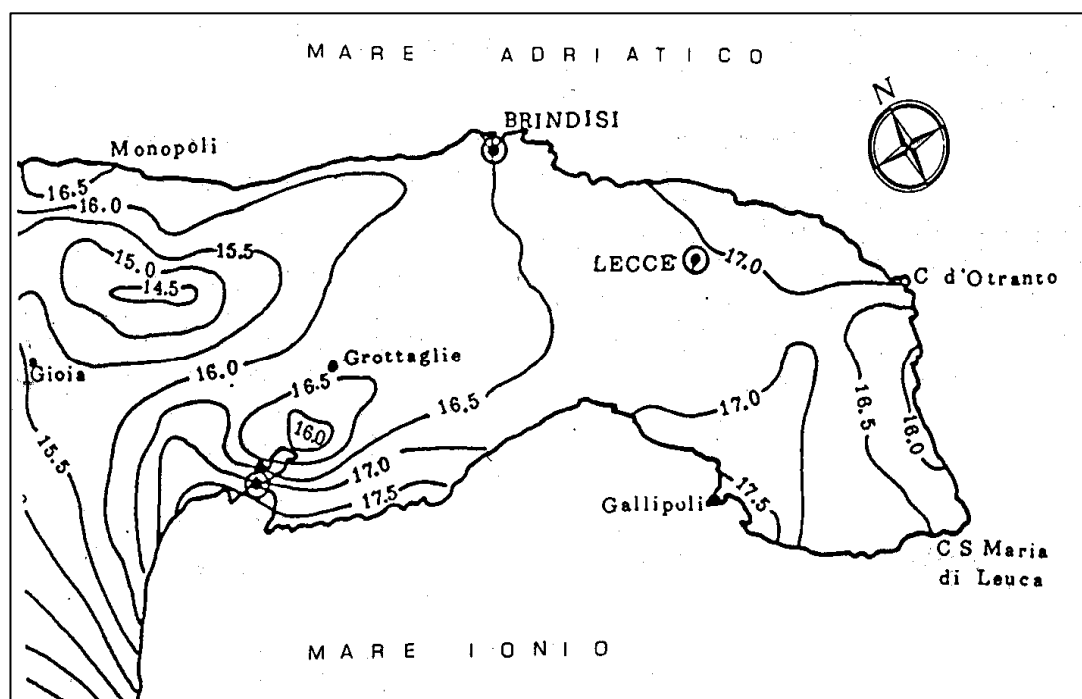 MARE ADRIATICO
N
BRINDISI
Monopoli
16.5
16.0
15.5
15.0
14.5
LECCE
17.0
C d'Otranto
Gioia
16.0
Grottaglie
16.5
16.0
16.5
17.0
16.5
16.0
15.5
17.0
17.5
Gallipoli
17.5
C S Maria
di Leuca
MARE IONIO